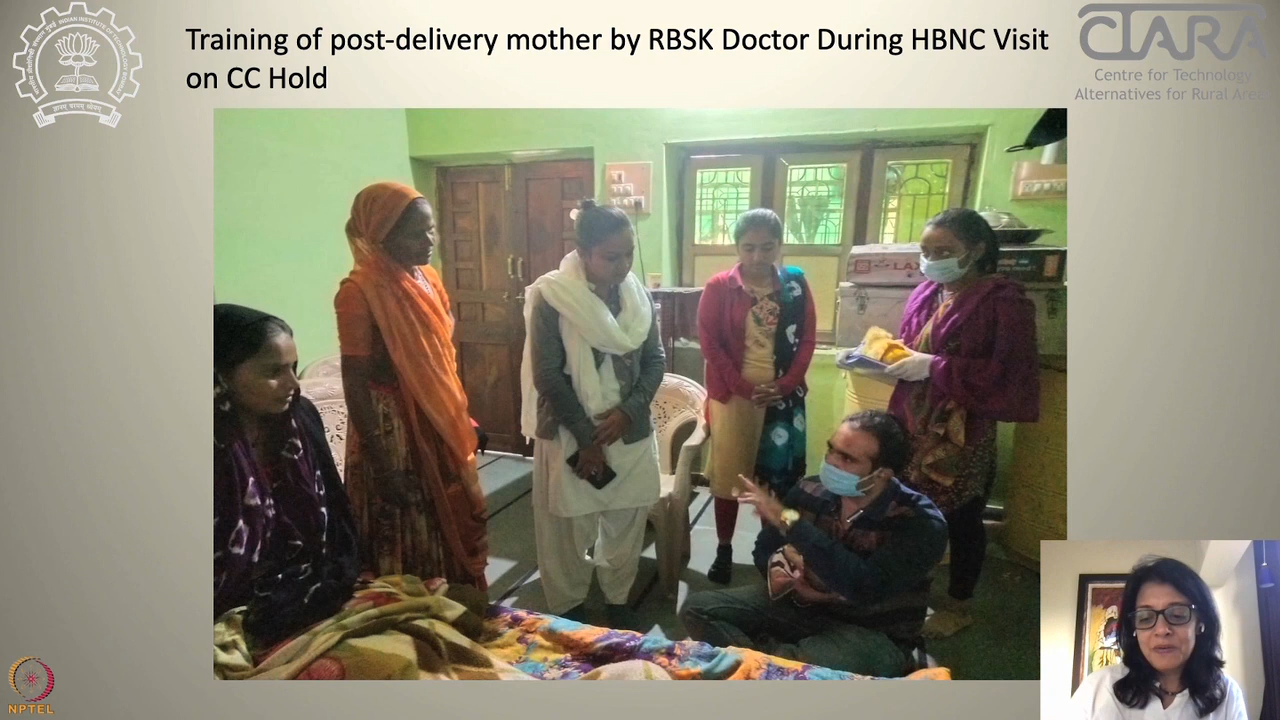 Training of post-delivery mother by RBSK Doctor During HBNC Visit
on CC Hold
CTARA
Centre for Technology
Alternatives for Rural Area
NPTEL